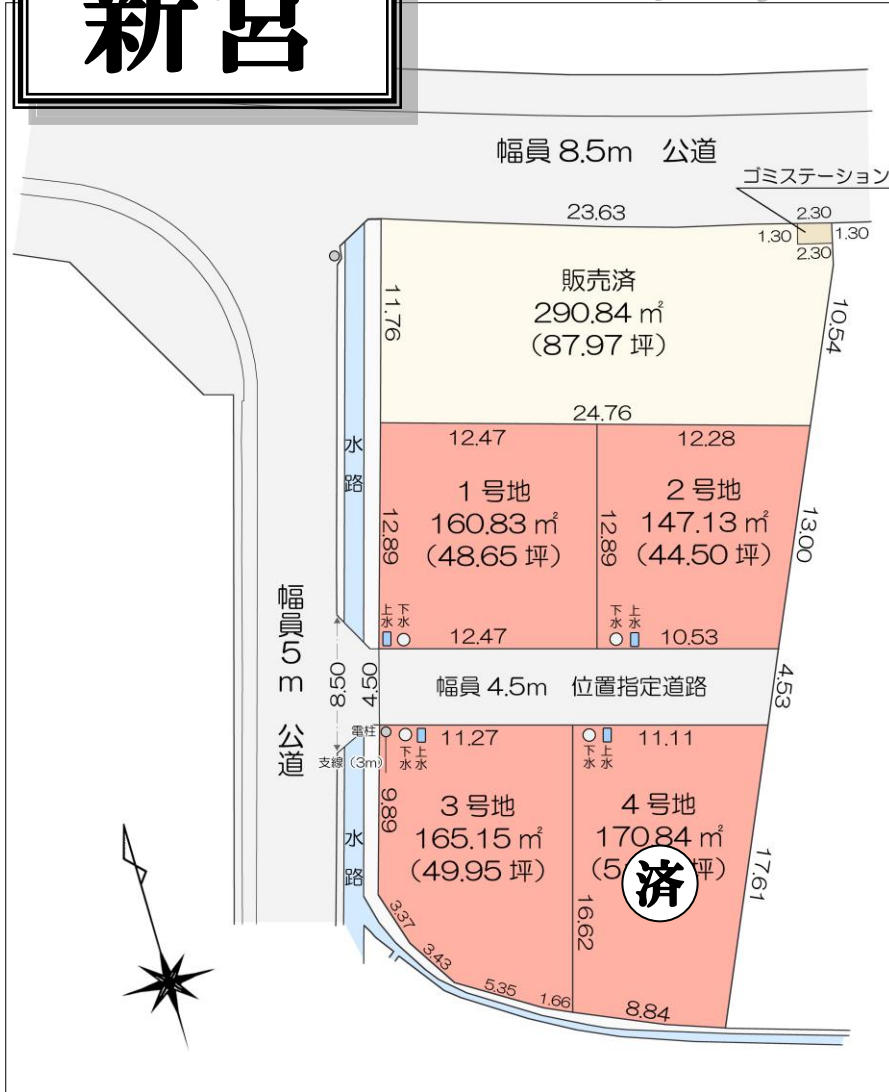 新宮
幅員 8.5m 公道
ゴミステーション
23.63
2.30
1.30
1.30
2.30
販売済
290.84 ㎡
(87.97 坪)
11.76
10.54
24.76
水路
12.47
12.28
1 号地
160.83 ㎡
(48.65 坪)
2 号地
147.13 ㎡
(44.50 坪)
12.89
12.89
13.00
上水
下水
12.47
下水
上水
10.53
幅員5m 公道
8.50
4.50
幅員 4.5m 位置指定道路
4.53
電柱
支線(3m)
下水
上水
11.27
下水
上水
11.11
9.89
3 号地
165.15 ㎡
(49.95 坪)
4 号地
170.84 ㎡
(5 坪)
済
水路
16.62
17.61
3.37
3.43
5.35
1.66
8.84